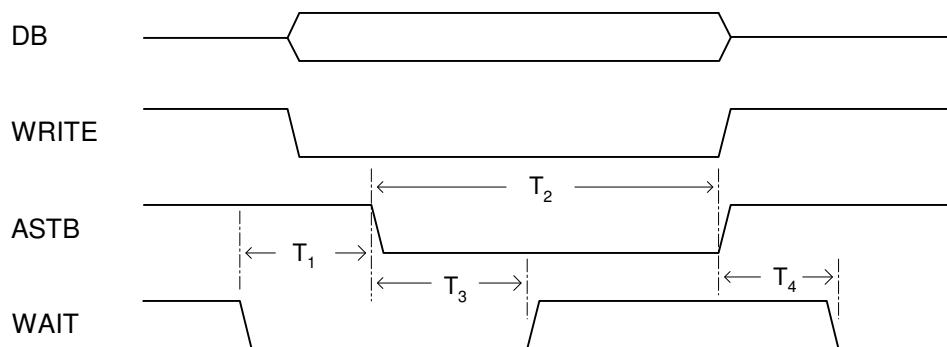 DB
WRITE
T₂
ASTB
T₁
T₃
T₄
WAIT